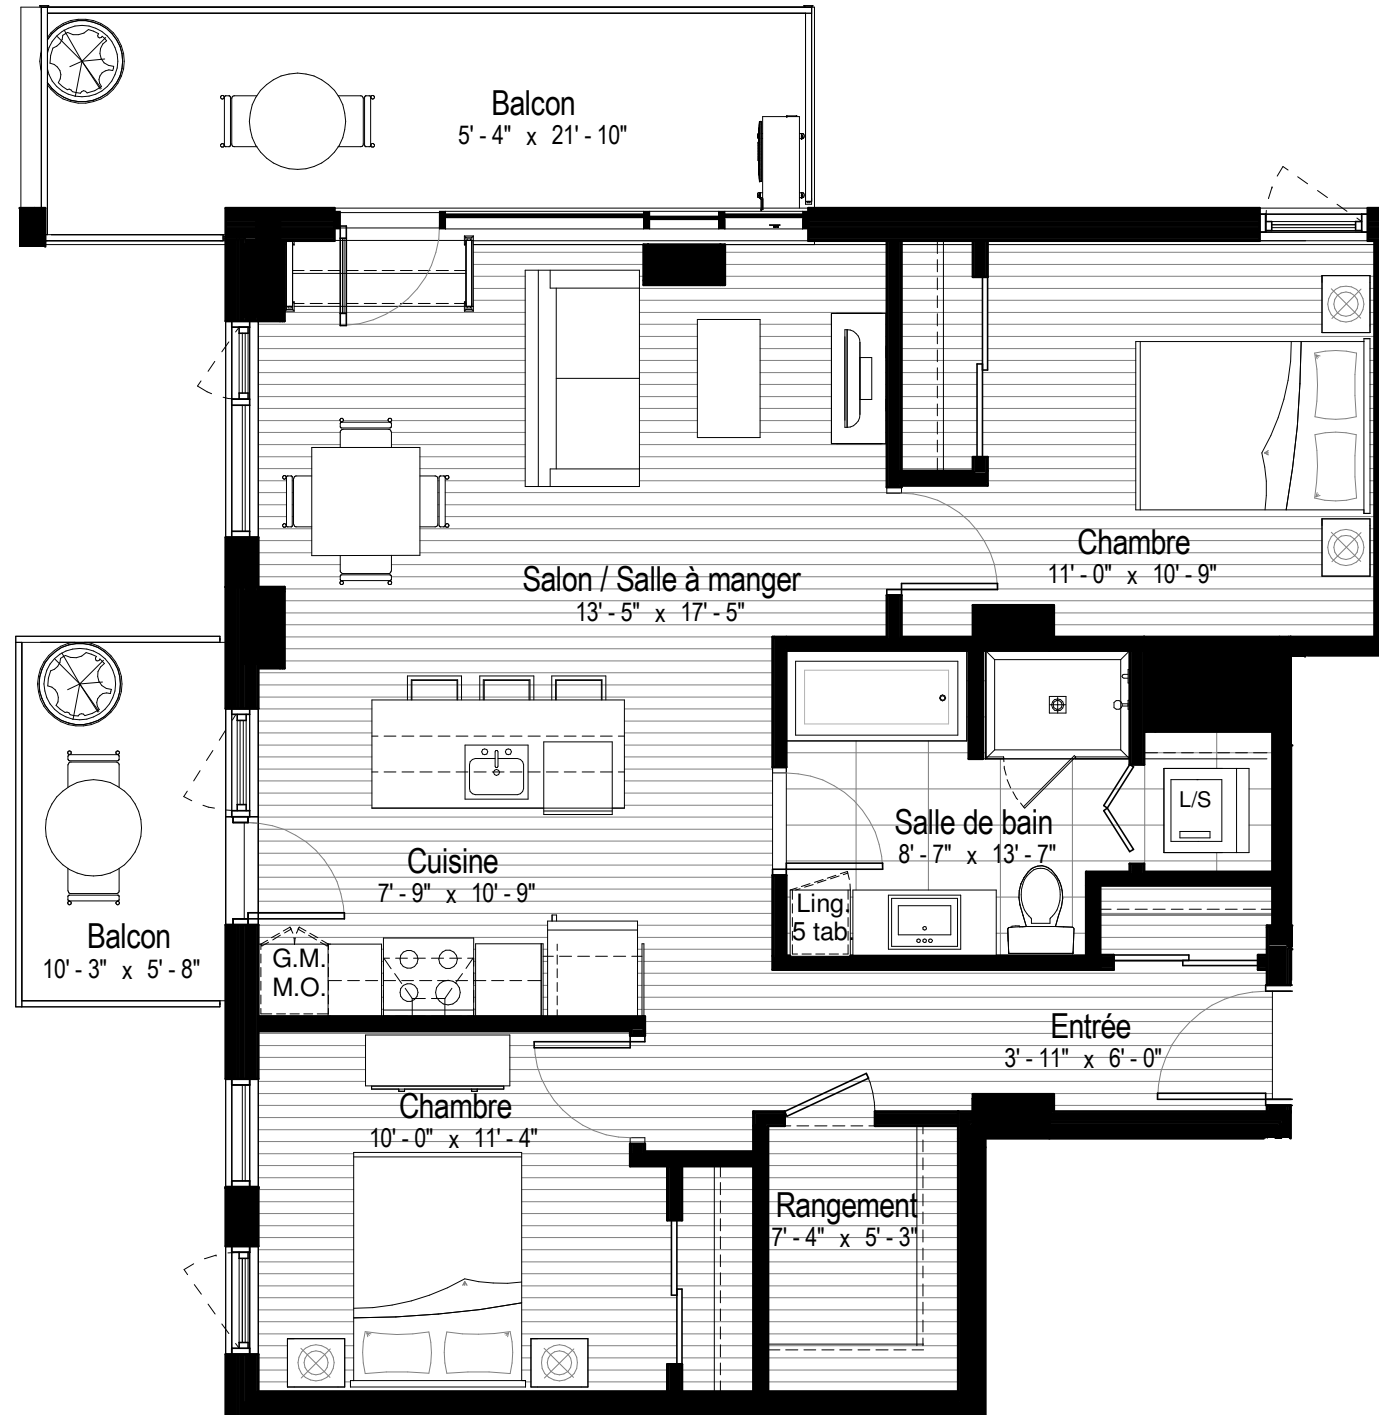 Balcon
5' - 4" x 21' - 10"
Chambre
11' - 0" x 10' - 9"
Salon / Salle à manger
13' - 5" x 17' - 5"
L/S
Salle de bain
8' - 7" x 13' - 7"
Cuisine
7' - 9" x 10' - 9"
Ling.
5 tab.
Balcon
10' - 3" x 5' - 8"
G.M.
M.O.
Entrée
3' - 11" x 6' - 0"
Chambre
10' - 0" x 11' - 4"
Rangement
7' - 4" x 5' - 3"